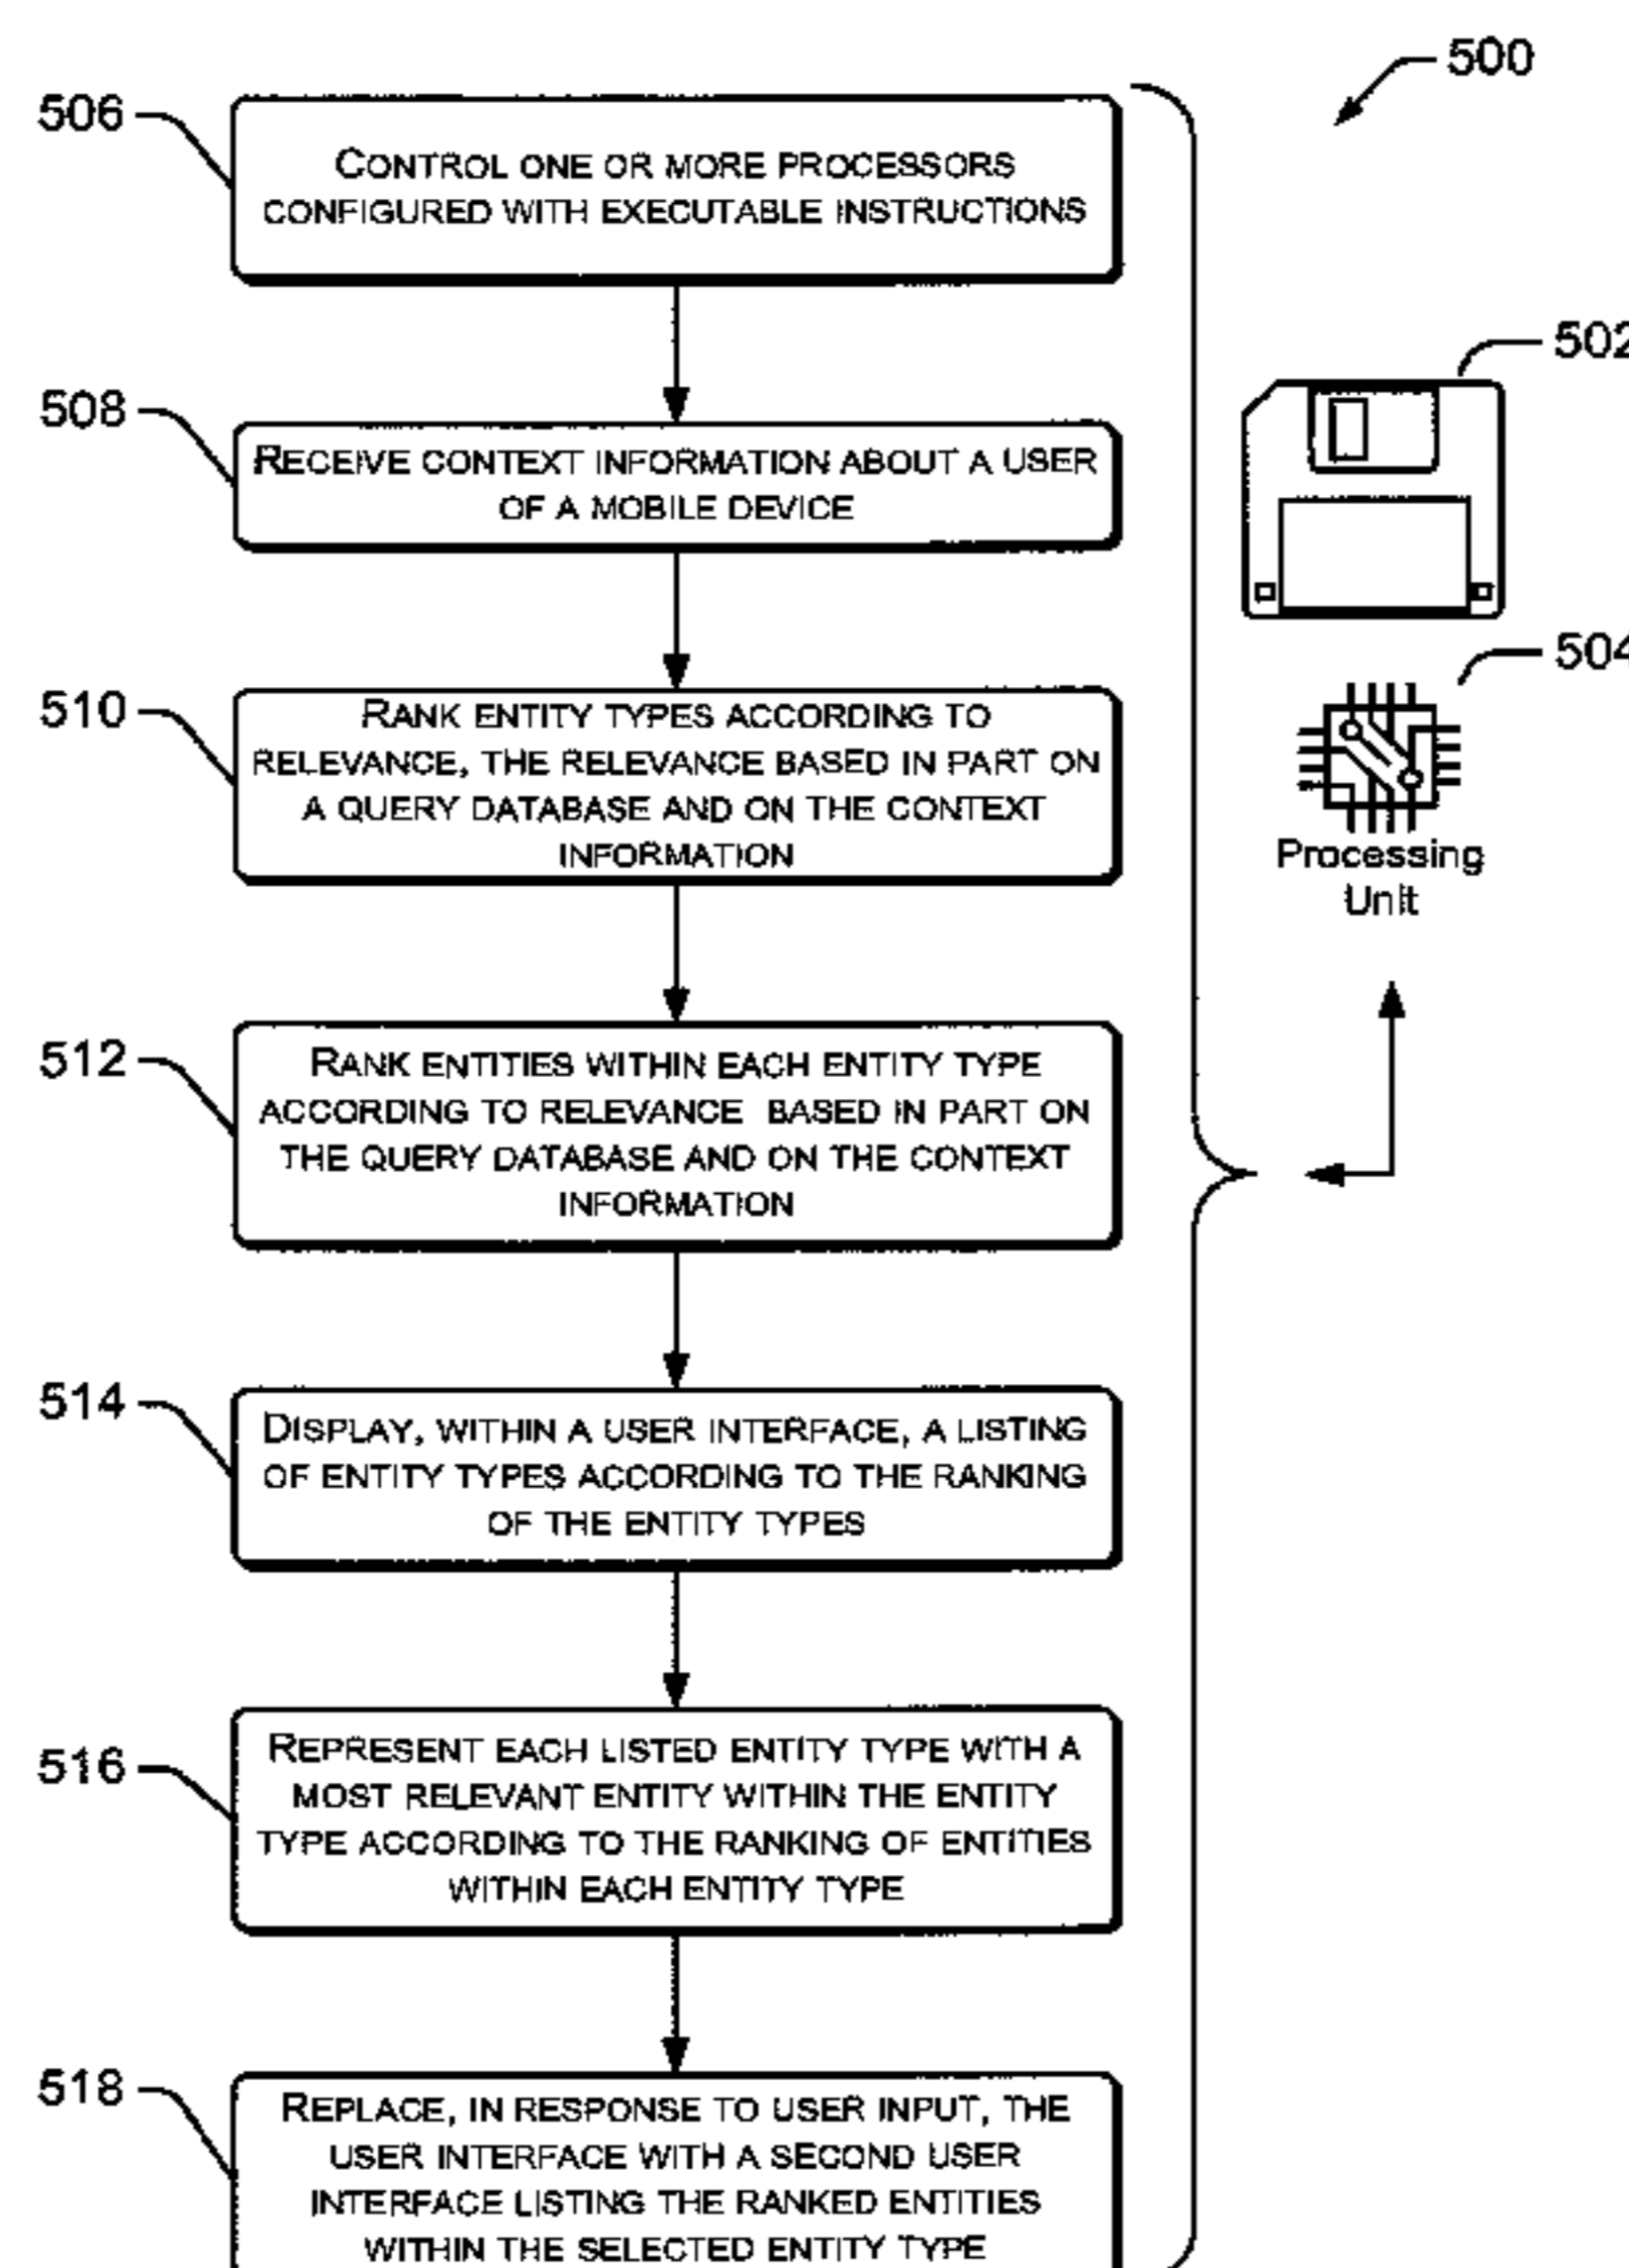 500
506
CONTROL ONE OR MORE PROCESSORS
CONFIGURED WITH EXECUTABLE INSTRUCTIONS
502
508
RECEIVE CONTEXT INFORMATION ABOUT A USER
OF A MOBILE DEVICE
504
510
RANK ENTITY TYPES ACCORDING TO
RELEVANCE, THE RELEVANCE BASED IN PART ON
A QUERY DATABASE AND ON THE CONTEXT
INFORMATION
Processing
Unit
512
RANK ENTITIES WITHIN EACH ENTITY TYPE
ACCORDING TO RELEVANCE BASED IN PART ON
THE QUERY DATABASE AND ON THE CONTEXT
INFORMATION
514
DISPLAY, WITHIN A USER INTERFACE, A LISTING
OF ENTITY TYPES ACCORDING TO THE RANKING
OF THE ENTITY TYPES
516
REPRESENT EACH LISTED ENTITY TYPE WITH A
MOST RELEVANT ENTITY WITHIN THE ENTITY
TYPE ACCORDING TO THE RANKING OF ENTITIES
WITHIN EACH ENTITY TYPE
518
REPLACE, IN RESPONSE TO USER INPUT, THE
USER INTERFACE WITH A SECOND USER
INTERFACE LISTING THE RANKED ENTITIES
WITHIN THE SELECTED ENTITY TYPE